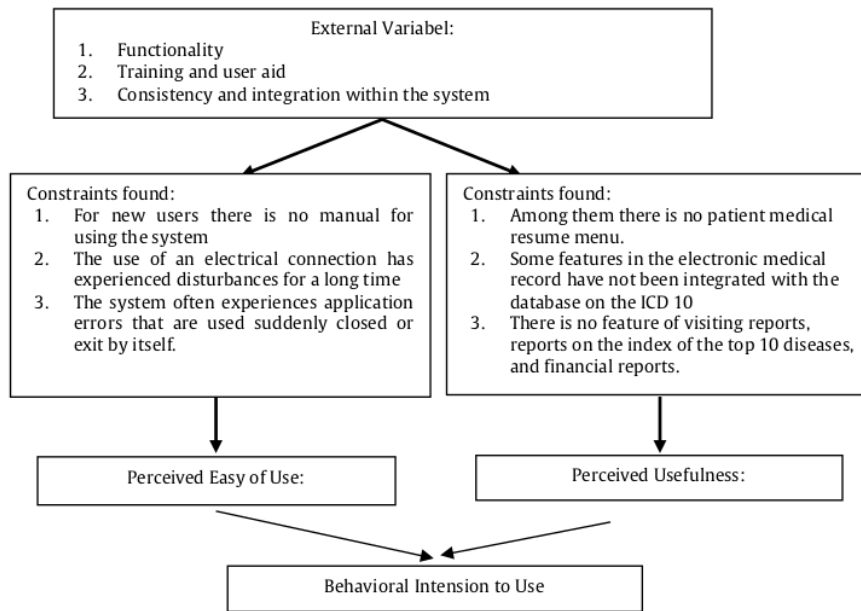 External Variabel:
1. Functionality
2. Training and user aid
3. Consistency and integration within the system
Constraints found:
1. For new users there is no manual for
using the system
2. The use of an electrical connection has
experienced disturbances for a long time
3. The system often experiences application
errors that are used suddenly closed or
exit by itself.
Constraints found:
1. Among them there is no patient medical
resume menu.
2. Some features in the electronic medical
record have not been integrated with the
database on the ICD 10
3. There is no feature of visiting reports,
reports on the index of the top 10 diseases,
and financial reports.
Perceived Easy of Use:
Perceived Usefulness:
Behavioral Intension to Use